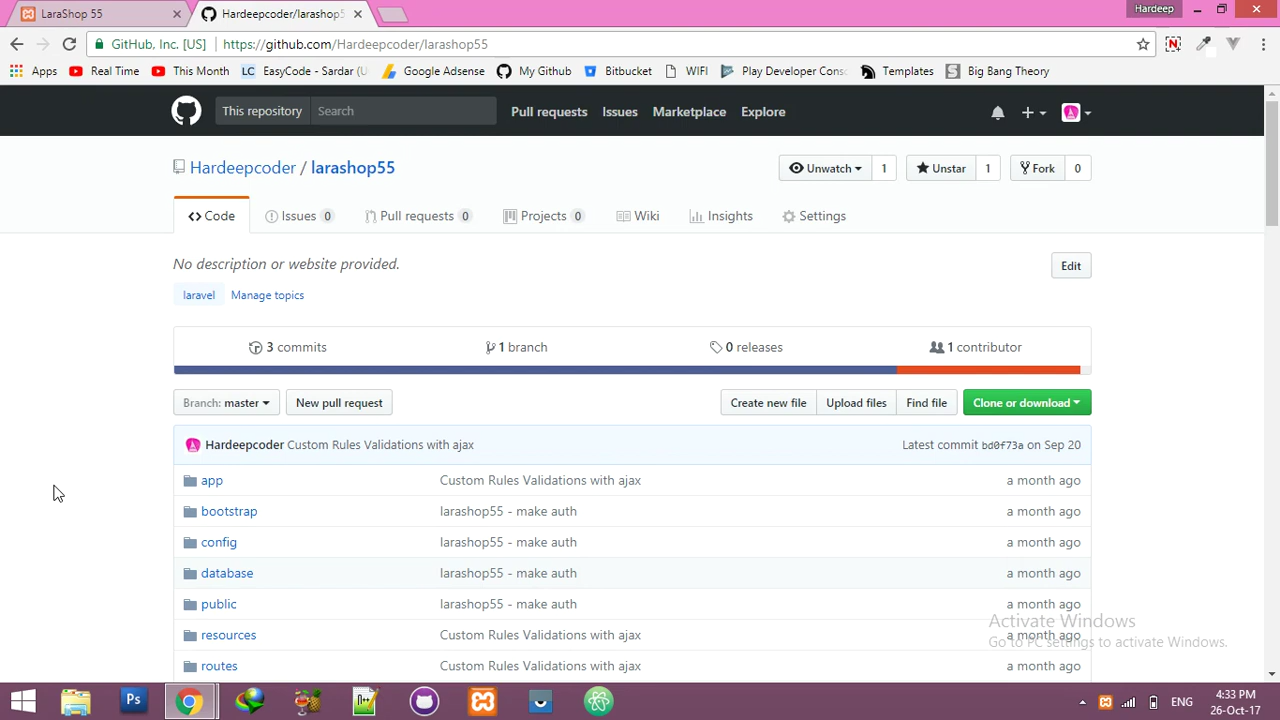 LaraShop 55
Hardeepcoder/larashop5
Hardeep
GitHub, Inc. [US]
https://github.com/Hardeepcoder/larashop55
Apps
Real Time
This Month
LC EasyCode - Sardar (U
Google Adsense
My Github
Bitbucket
WIFI
Play Developer Cons
Templates
Big Bang Theory
This repository
Search
Pull requests
Issues
Marketplace
Explore
Hardeepcoder / larashop55
Unwatch 1
Unstar 1
Fork 0
Code
Issues 0
Pull requests 0
Projects 0
Wiki
Insights
Settings
No description or website provided.
Edit
laravel
Manage topics
3 commits
1 branch
0 releases
1 contributor
Branch: master
New pull request
Create new file
Upload files
Find file
Clone or download
Hardeepcoder Custom Rules Validations with ajax
Latest commit bd0f73a on Sep 20
app Custom Rules Validations with ajax a month ago
bootstrap larashop55 - make auth a month ago
config larashop55 - make auth a month ago
database larashop55 - make auth a month ago
public larashop55 - make auth a month ago
resources Custom Rules Validations with ajax a month ago
routes Custom Rules Validations with ajax a month ago
Activate Windows
Go to PC settings to activate Windows.
Ps
ENG
4:33 PM
26-Oct-17